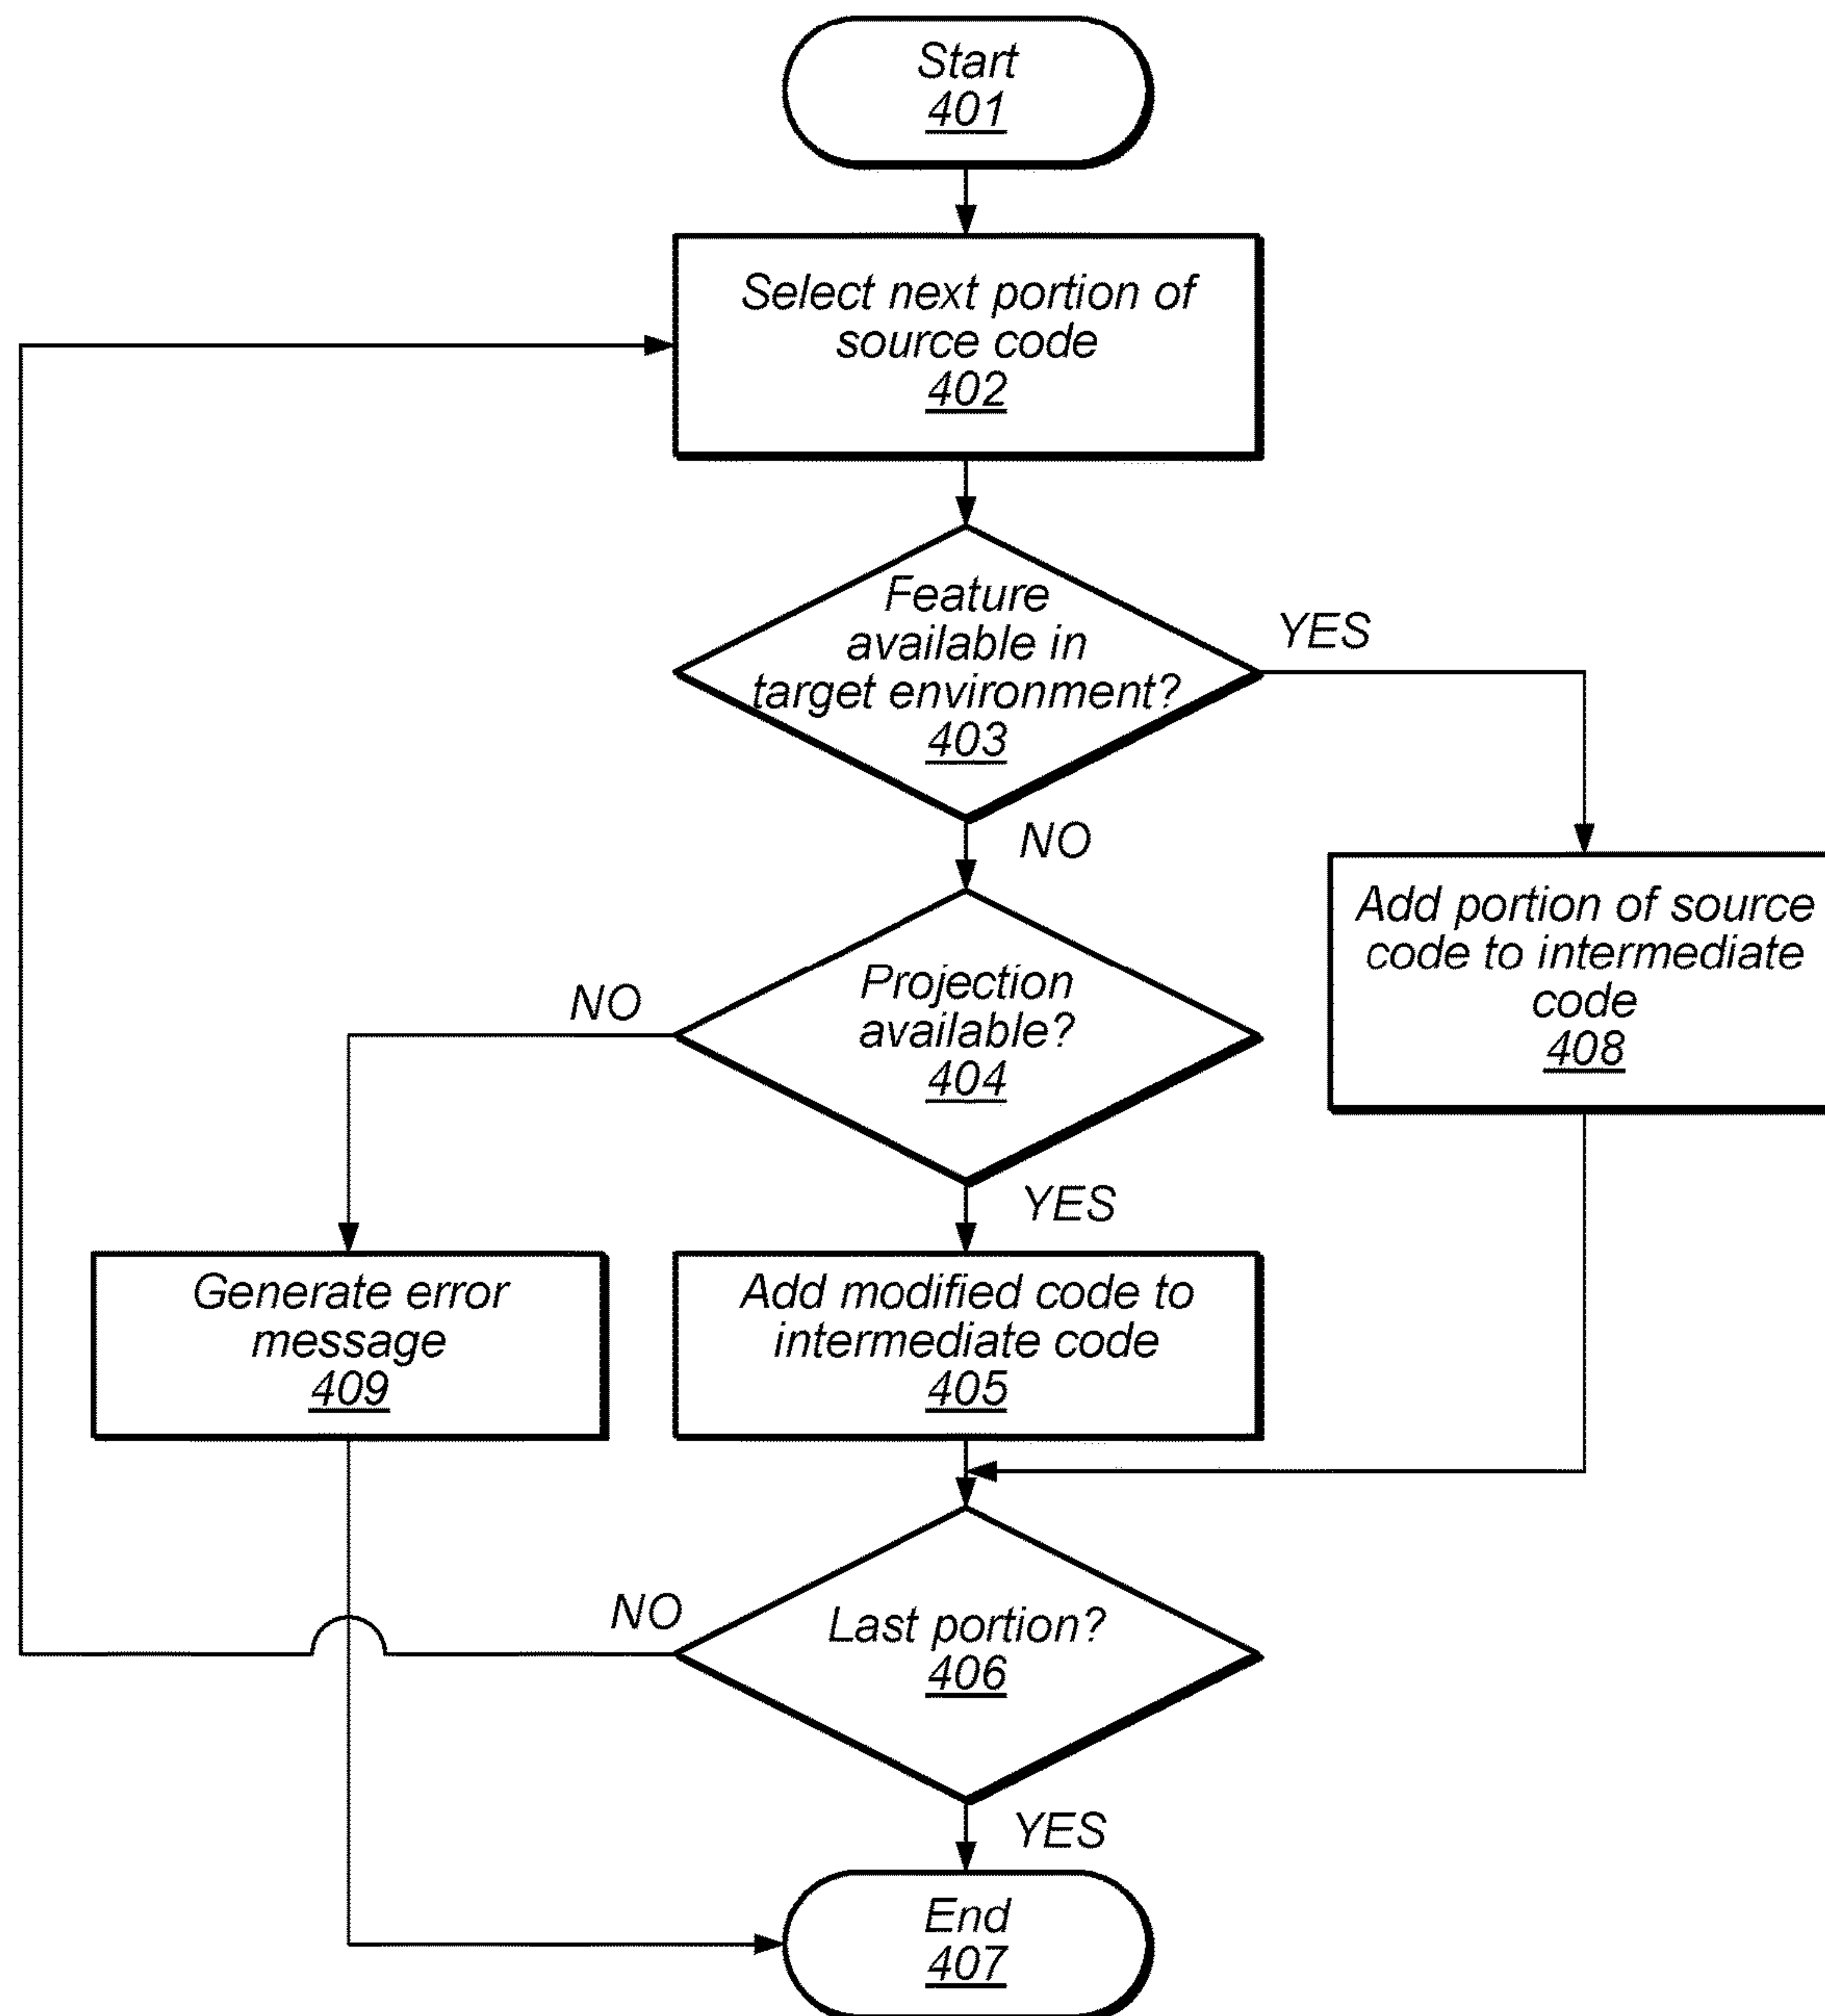 Start
401
Select next portion of
source code
402
Feature
available in
target environment?
403
YES
NO
Add portion of source
code to intermediate
code
408
Projection
available?
404
NO
YES
Generate error
message
409
Add modified code to
intermediate code
405
Last portion?
406
NO
YES
End
407